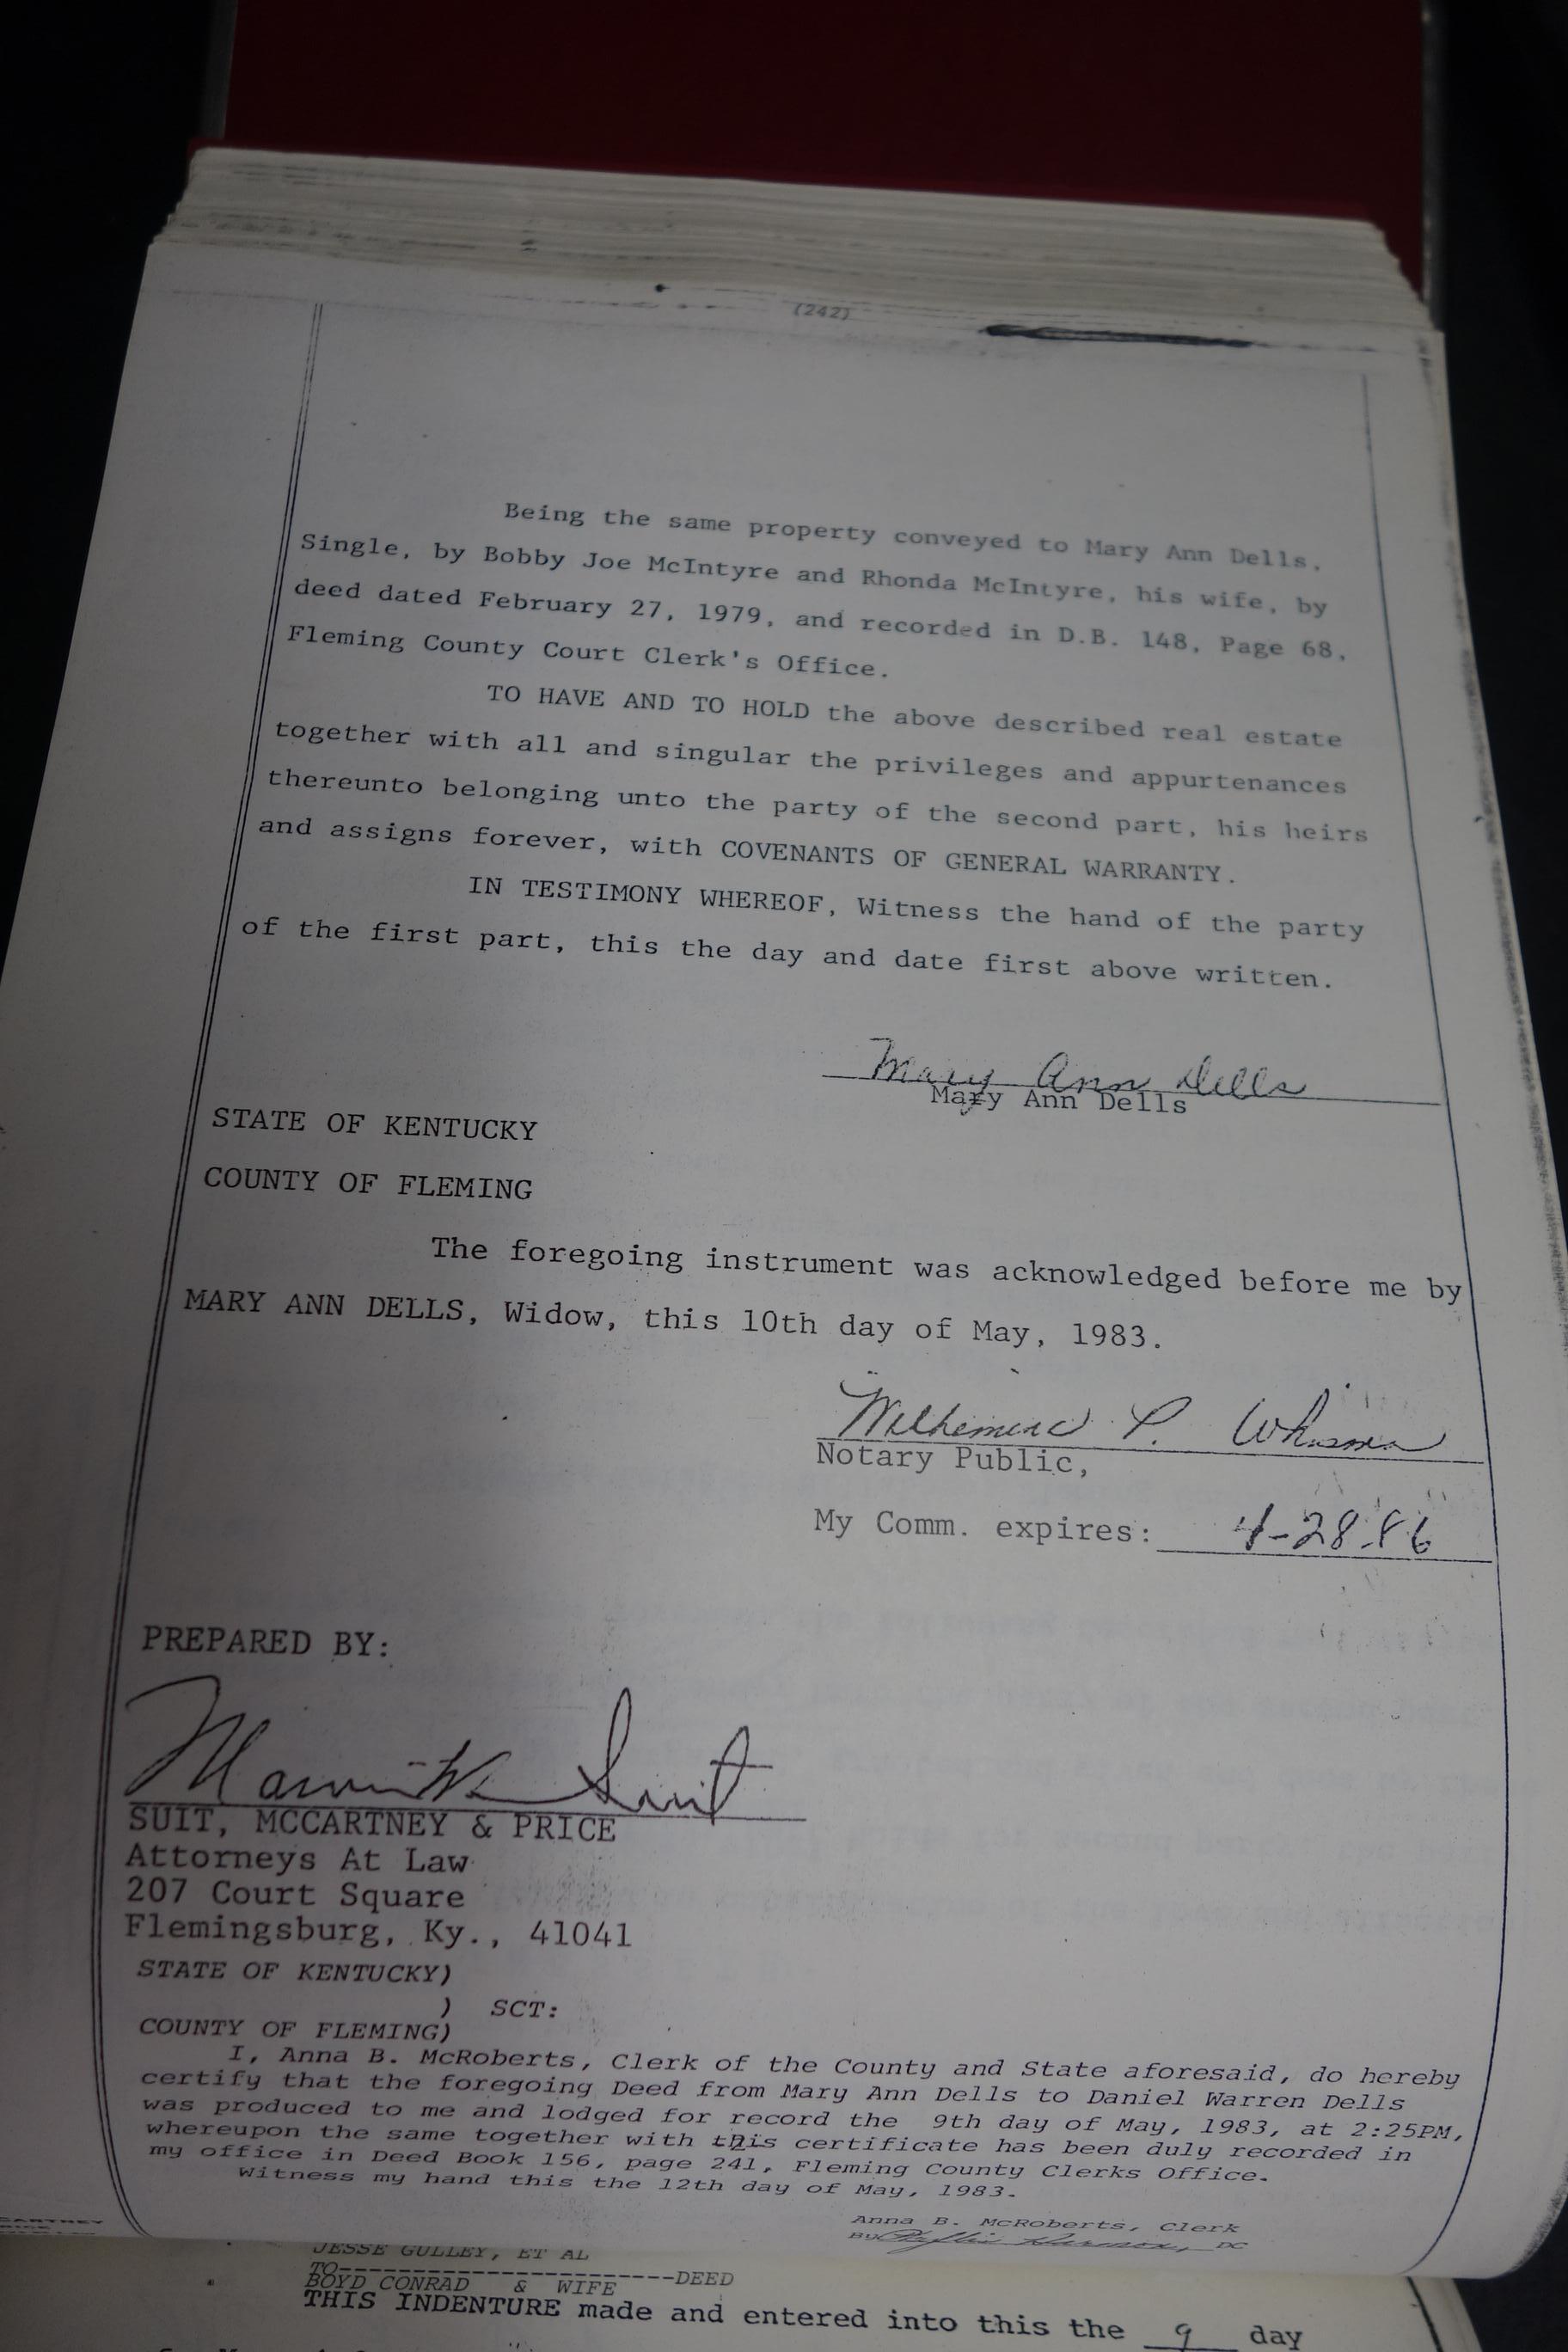 (242)
Being the same property conveyed to Mary Ann Dells,
Single, by Bobby Joe McIntyre and Rhonda McIntyre, his wife, by
deed dated February 27, 1979, and recorded in D.B. 148, Page 68,
Fleming County Court Clerk's Office.
TO HAVE AND TO HOLD the above described real estate
together with all and singular the privileges and appurtenances
thereunto belonging unto the party of the second part, his heirs
and assigns forever, with COVENANTS OF GENERAL WARRANTY.
IN TESTIMONY WHEREOF, Witness the hand of the party
of the first part, this the day and date first above written.
Mary Ann Dells
Mary Ann Dells
STATE OF KENTUCKY
COUNTY OF FLEMING
The foregoing instrument was acknowledged before me by
MARY ANN DELLS, Widow, this 10th day of May, 1983.
P.
Notary Public,
My Comm. expires: 4-28-86
PREPARED BY:
Suit
SUIT, MCCARTNEY & PRICE
Attorneys At Law
207 Court Square
Flemingsburg, Ky., 41041
STATE OF KENTUCKY)
) SCT:
COUNTY OF FLEMING)
I, Anna B. McRoberts, Clerk of the County and State aforesaid, do hereby
certify that the foregoing Deed from Mary Ann Dells to Daniel Warren Dells
was produced to me and lodged for record the 9th day of May, 1983, at 2:25PM,
whereupon the same together with this certificate has been duly recorded in
my office in Deed Book 156, page 241, Fleming County Clerks Office.
Witness my hand this the 12th day of May, 1983.
Anna B. McRoberts, Clerk
By DC
JESSE GULLEY, ET AL
TO-----------------------DEED
BOYD CONRAD & WIFE
THIS INDENTURE made and entered into this the 9 day